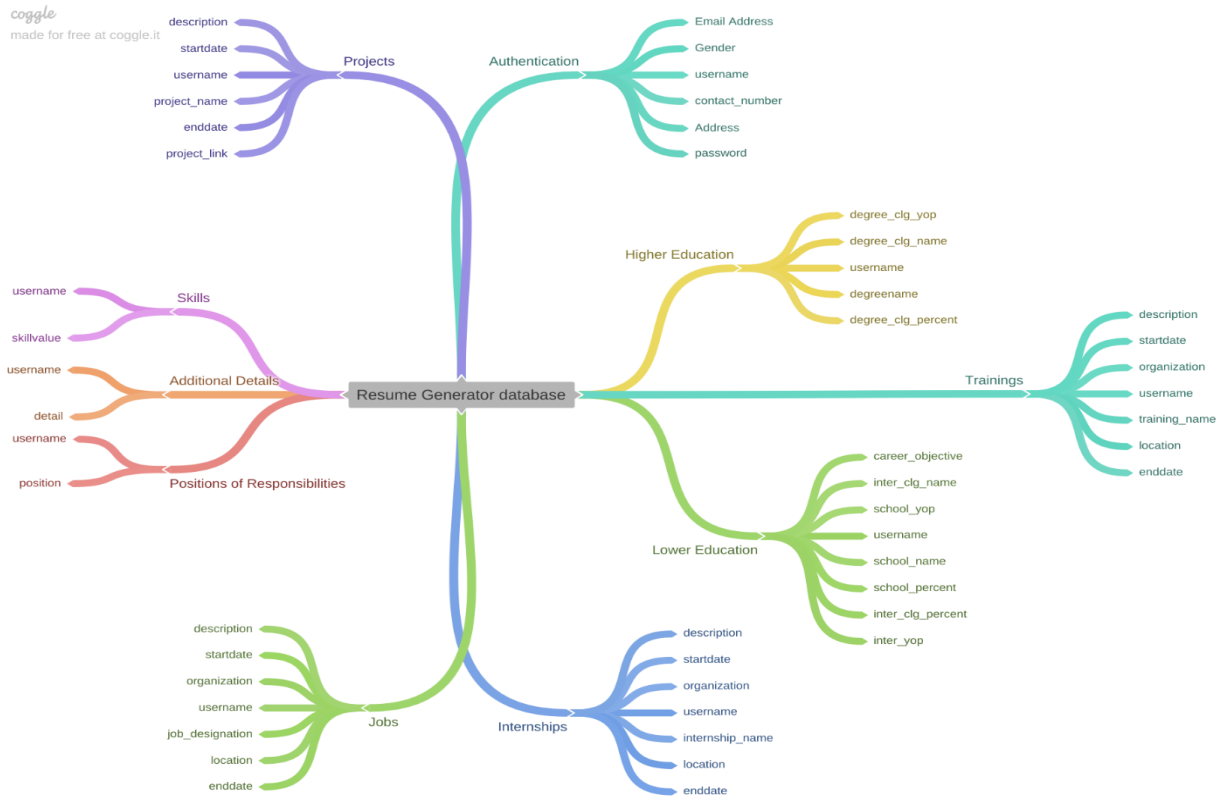 coggle
made for free at coggle.it
Projects
description
startdate
username
project_name
enddate
project_link
Authentication
Email Address
Gender
username
contact_number
Address
password
Higher Education
degree_clg_yop
degree_clg_name
username
degreename
degree_clg_percent
Skills
username
skillvalue
Additional Details
username
detail
Positions of Responsibilities
username
position
Resume Generator database
Trainings
description
startdate
organization
username
training_name
location
enddate
Lower Education
career_objective
inter_clg_name
school_yop
username
school_name
school_percent
inter_clg_percent
inter_yop
Jobs
description
startdate
organization
username
job_designation
location
enddate
Internships
description
startdate
organization
username
internship_name
location
enddate